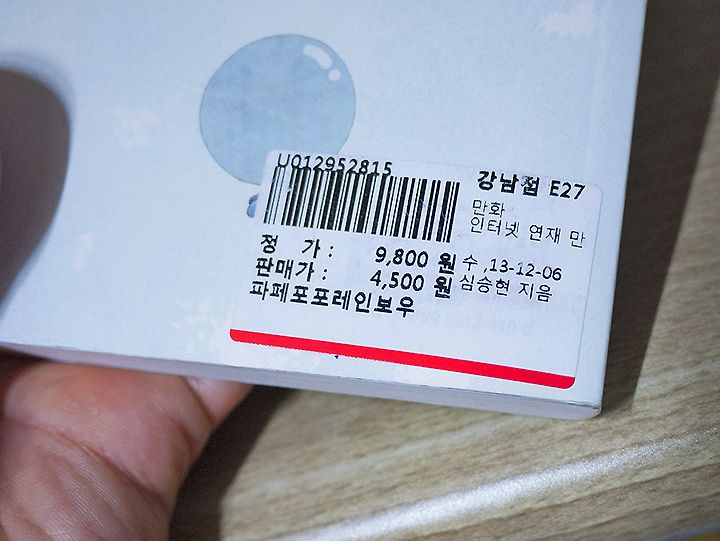 U012952815
강남점 E27
만화
인터넷 연재 만
정 가 : 9,800 원
수 ,13-12-06
판매가 : 4,500 원
심승현 지음
파페포포레인보우